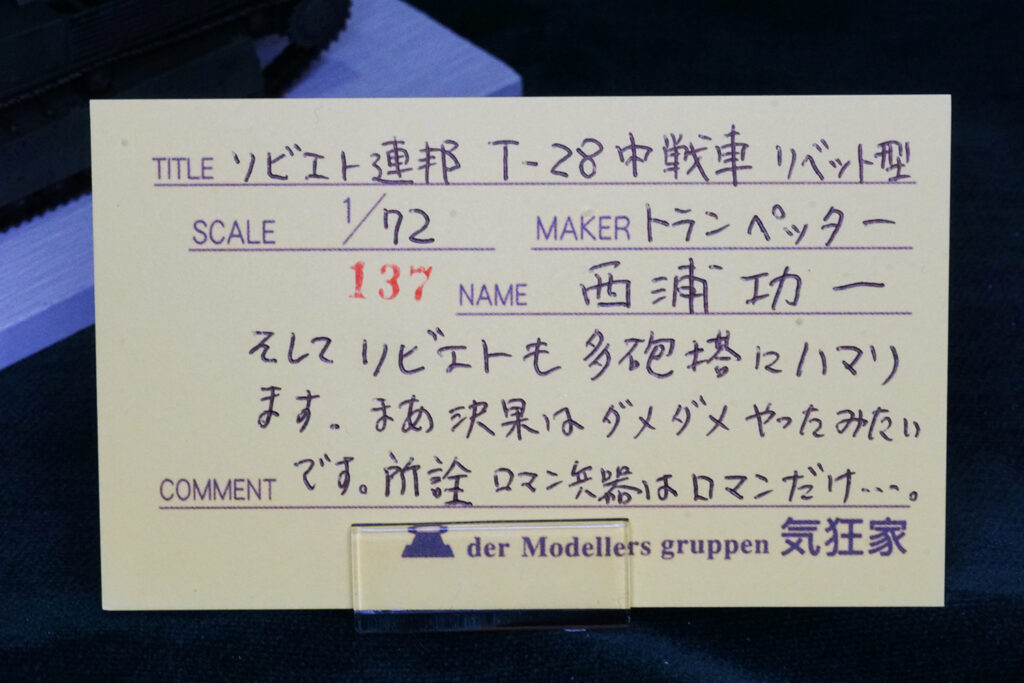 TITLE ソビエト連邦 T-28中戦車 リベット型
SCALE 1/72 MAKER トランペッター
137 NAME 西浦功一
そして ソビエトも 多砲塔にハマリ
ます。まあ 決果は ダメダメ やったみたい
COMMENT です。所詮 ロマン兵器はロマンだけ…。
der Modellers gruppen 気狂家